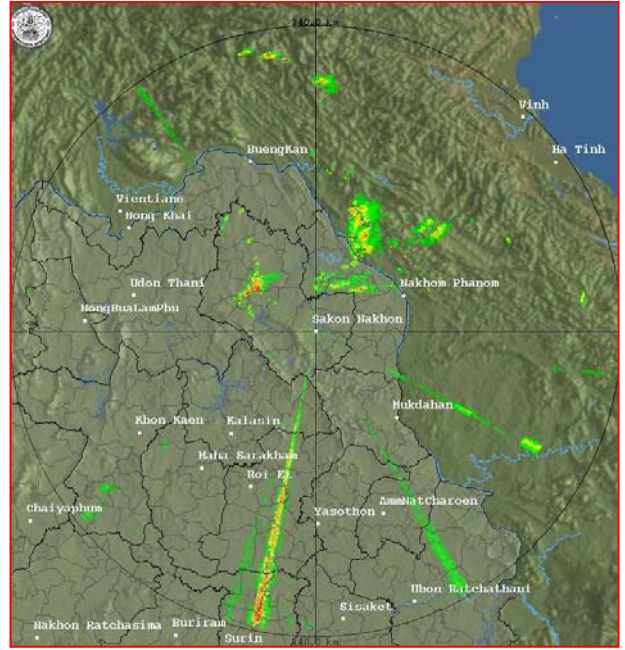 240.0 Km
Vinh
Ha Tinh
BuengKan
Vientiane
Nong Khai
Udon Thani
Nakhom Phanom
NongBuaLamPhu
Sakon Nakhon
Mukdahan
Khon Kaen
Kalasin
Maha Sarakham
Roi Et
AmnNatCharoen
Chaiyaphum
Yasothon
Ubon Ratchathani
Sisaket
Nakhon Ratchasima
Buriram
Surin
240.0 Km